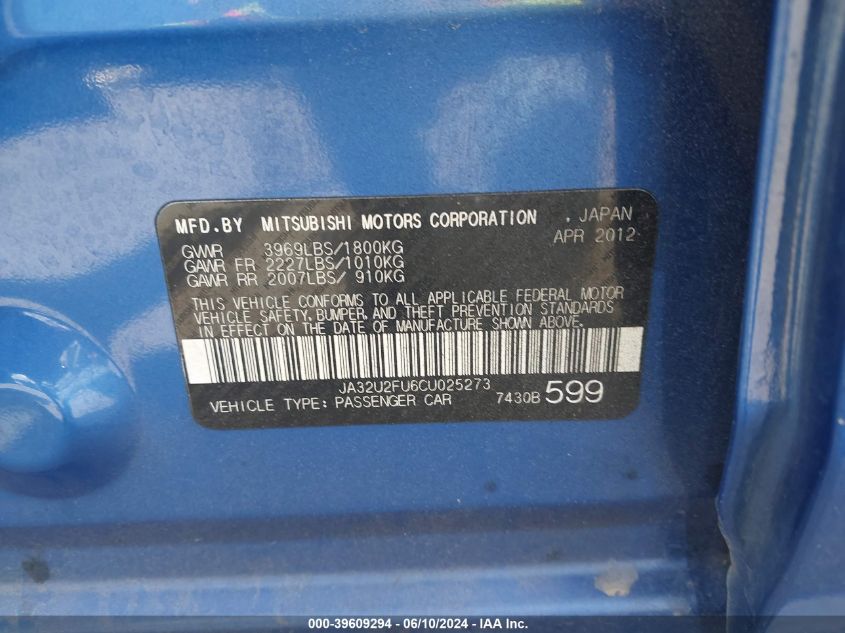 MFD.BY MITSUBISHI MOTORS CORPORATION , JAPAN
APR 2012
GVWR 3969LBS/1800KG
GAWR FR 2227LBS/1010KG
GAWR RR 2007LBS/ 910KG
THIS VEHICLE CONFORMS TO ALL APPLICABLE FEDERAL MOTOR
VEHICLE SAFETY, BUMPER, AND THEFT PREVENTION STANDARDS
IN EFFECT ON THE DATE OF MANUFACTURE SHOWN ABOVE.
JA32U2FU6CU025273
VEHICLE TYPE: PASSENGER CAR 7430B 599
000-39609294 - 06/10/2024 - IAA Inc.